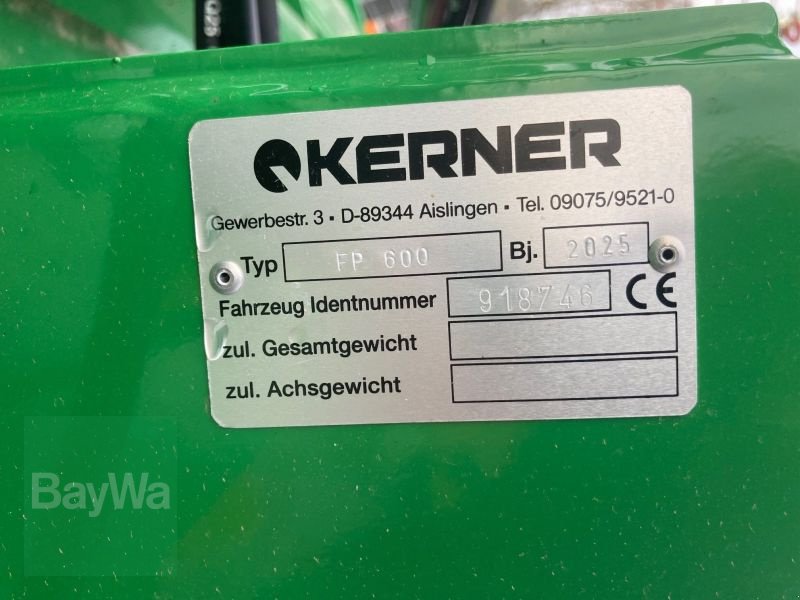 KERNER
Gewerbestr. 3 • D-89344 Aislingen • Tel. 09075/9521-0
Typ FP 600 Bj. 2025
Fahrzeug Identnummer 918746 CE
zul. Gesamtgewicht
zul. Achsgewicht
BayWa